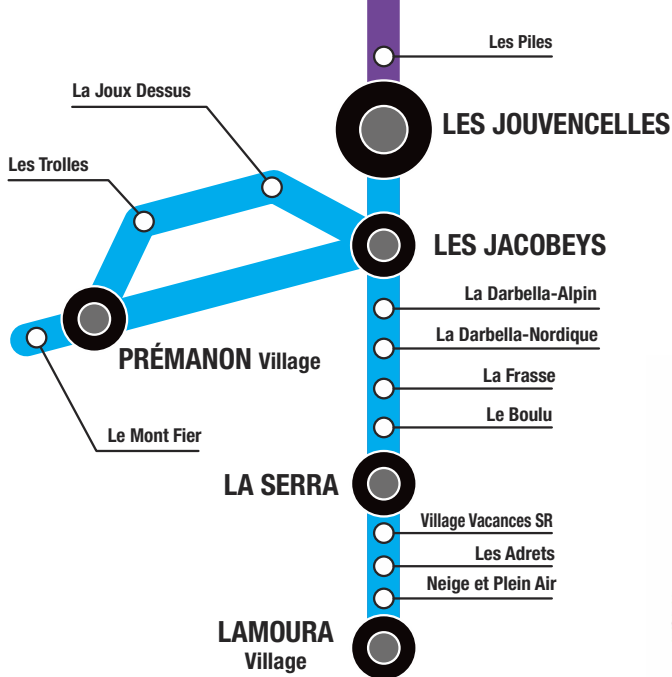 Les Piles
La Joux Dessus
LES JOUVENCELLES
Les Trolles
LES JACOBEYS
La Darbella-Alpin
La Darbella-Nordique
PRÉMANON Village
La Frasse
Le Boulu
Le Mont Fier
LA SERRA
Village Vacances SR
Les Adrets
Neige et Plein Air
LAMOURA
Village